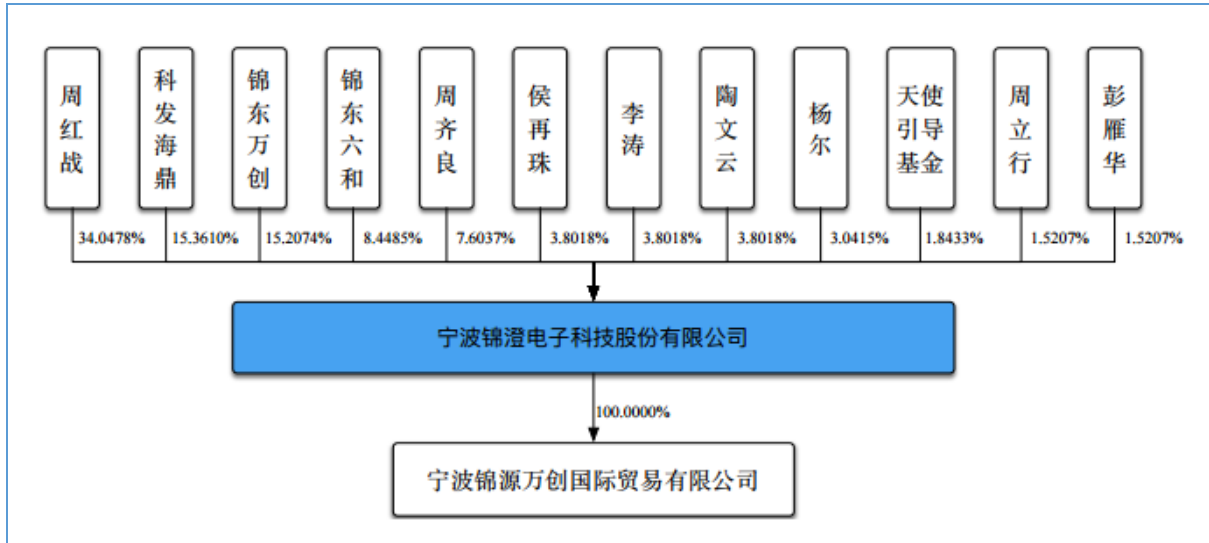 周红战
科发海鼎
锦东万创
锦东六和
周齐良
侯再珠
李涛
陶文云
杨尔
天使
引导
基金
周立行
彭雁华
34.0478%
15.3610%
15.2074%
8.4485%
7.6037%
3.8018%
3.8018%
3.8018%
3.0415%
1.8433%
1.5207%
1.5207%
宁波锦澄电子科技股份有限公司
100.0000%
宁波锦源万创国际贸易有限公司